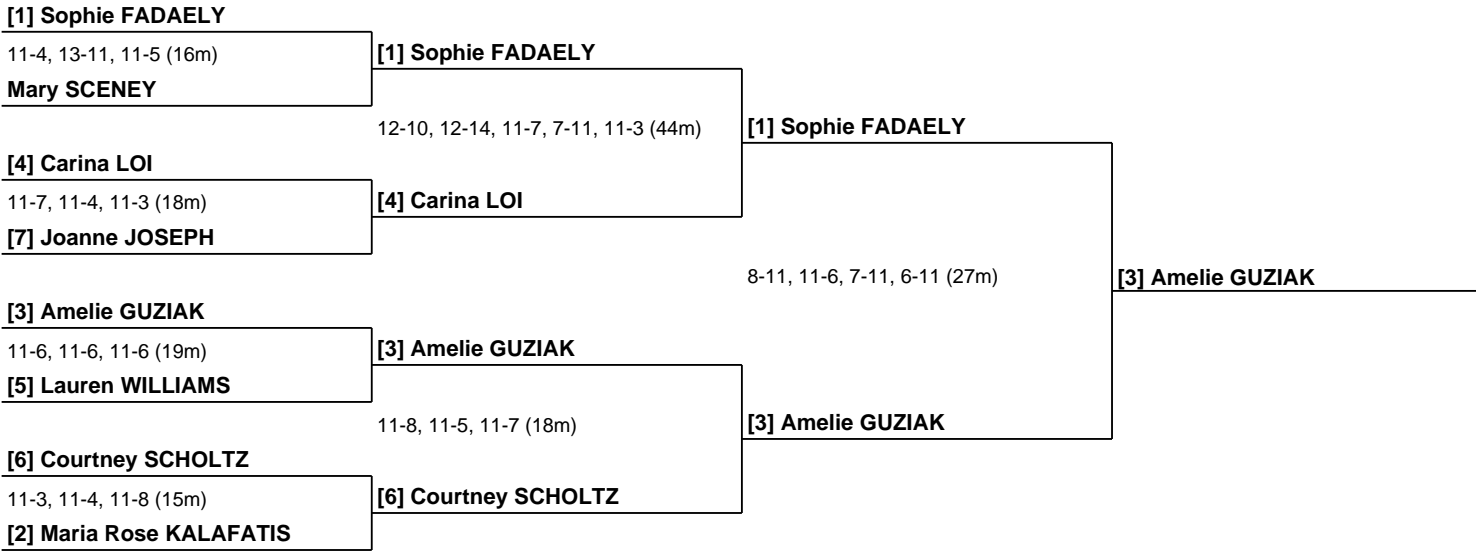 [1] Sophie FADAELY
11-4, 13-11, 11-5 (16m)
Mary SCENEY
[4] Carina LOI
11-7, 11-4, 11-3 (18m)
[7] Joanne JOSEPH
[3] Amelie GUZIAK
11-6, 11-6, 11-6 (19m)
[5] Lauren WILLIAMS
[6] Courtney SCHOLTZ
11-3, 11-4, 11-8 (15m)
[2] Maria Rose KALAFATIS
[1] Sophie FADAELY
12-10, 12-14, 11-7, 7-11, 11-3 (44m)
[4] Carina LOI
[3] Amelie GUZIAK
11-8, 11-5, 11-7 (18m)
[6] Courtney SCHOLTZ
[1] Sophie FADAELY
8-11, 11-6, 7-11, 6-11 (27m)
[3] Amelie GUZIAK
[3] Amelie GUZIAK